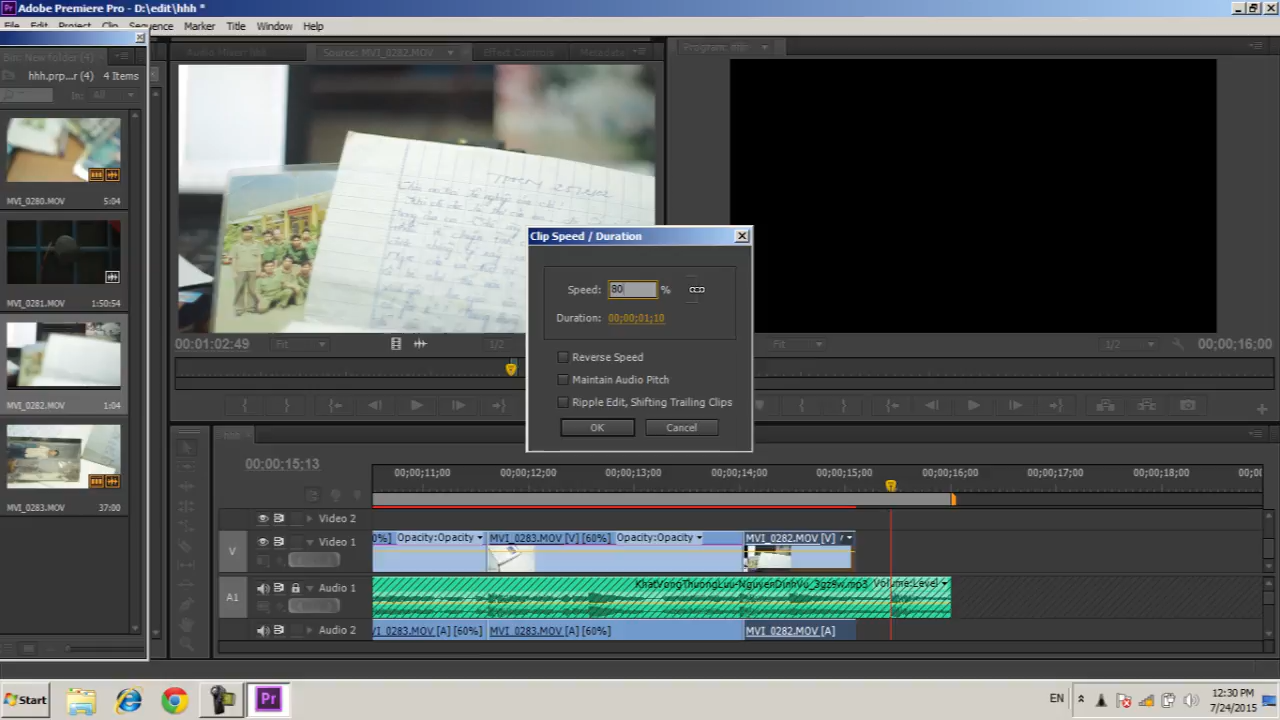 Adobe Premiere Pro - D:\edit\hhh *
File Edit Project Clip Sequence Marker Title Window Help
Bin: New folder (4)
hhh.prp...r (4) 4 Items
In: All
MVI_0280.MOV 5:04
MVI_0281.MOV 1:50:54
MVI_0282.MOV 1:04
MVI_0283.MOV 37:00
Audio Mixer: hhh Source: MVI_0282.MOV Effect Controls Metadata
00:01:02:49 Fit 1/2
Program:
Fit 1/2 00;00;16;00
Clip Speed / Duration
Speed: 80 %
Duration: 00;00;01;10
Reverse Speed
Maintain Audio Pitch
Ripple Edit, Shifting Trailing Clips
OK Cancel
hhh
00;00;15;13
00;00;11;00 00;00;12;00 00;00;13;00 00;00;14;00 00;00;15;00 00;00;16;00 00;00;17;00 00;00;18;00 00;00
Video 2
V Video 1 0%] Opacity:Opacity MVI_0283.MOV [V] [60%] Opacity:Opacity MVI_0282.MOV [V]
A1 Audio 1 KhatVongThuongLuu-NguyenDinhVu_3gz9w.mp3 Volume:Level
Audio 2 VI_0283.MOV [A] [60%] MVI_0283.MOV [A] [60%] MVI_0282.MOV [A]
Start Pr EN 12:30 PM
7/24/2015